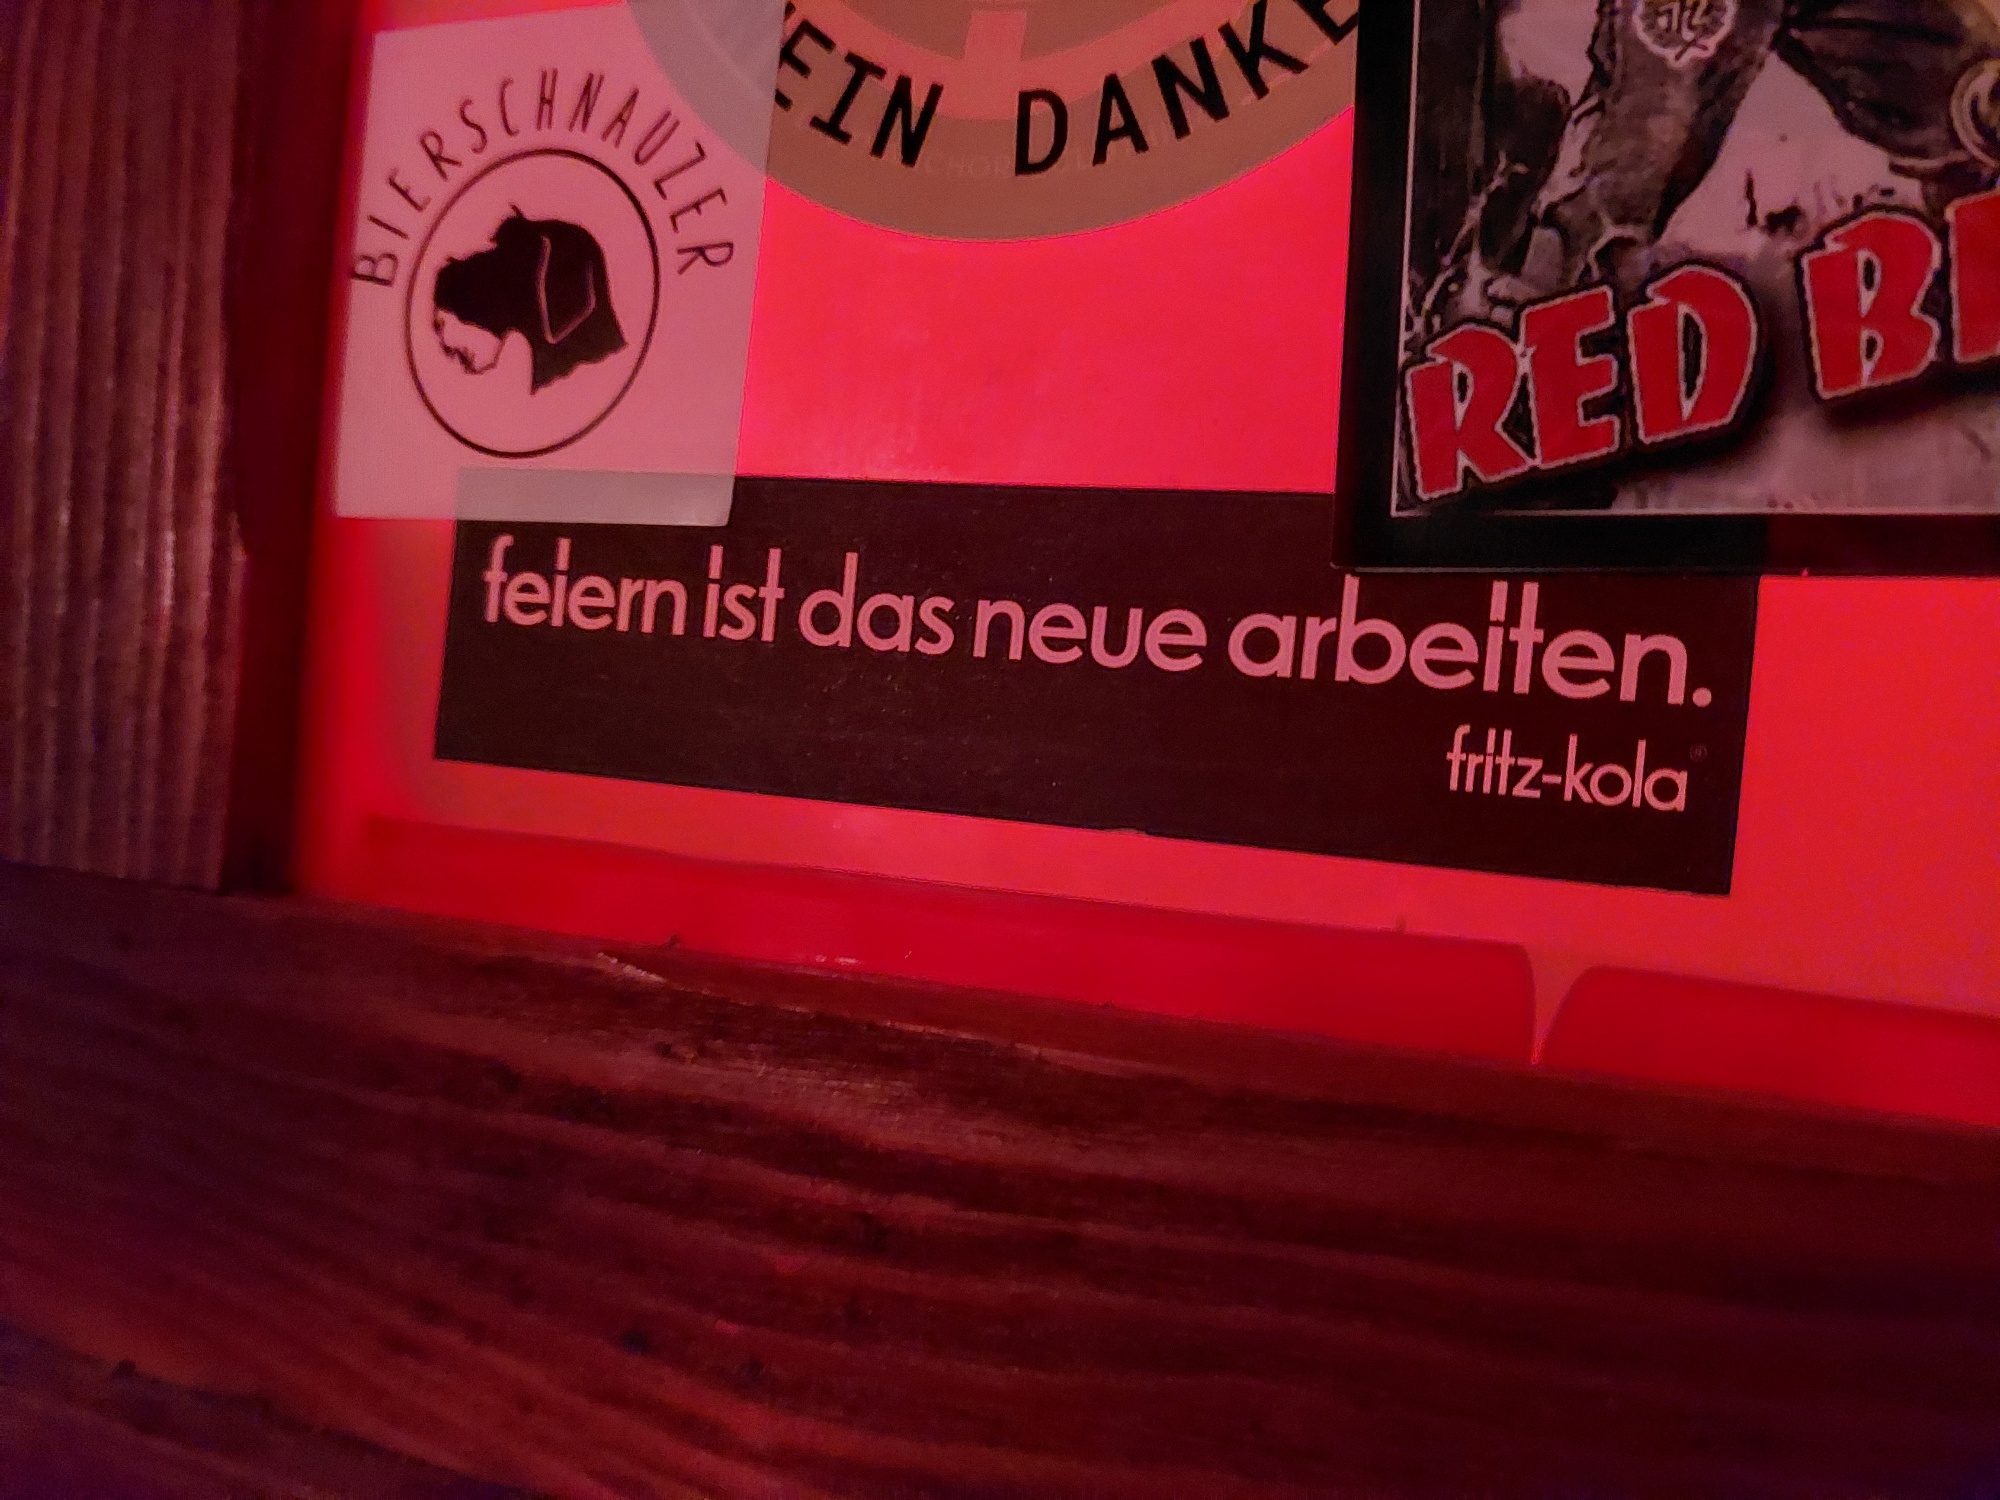 BIERSCHNAUZER
EIN DANKE
RED
feiern ist das neue arbeiten.
fritz-kola